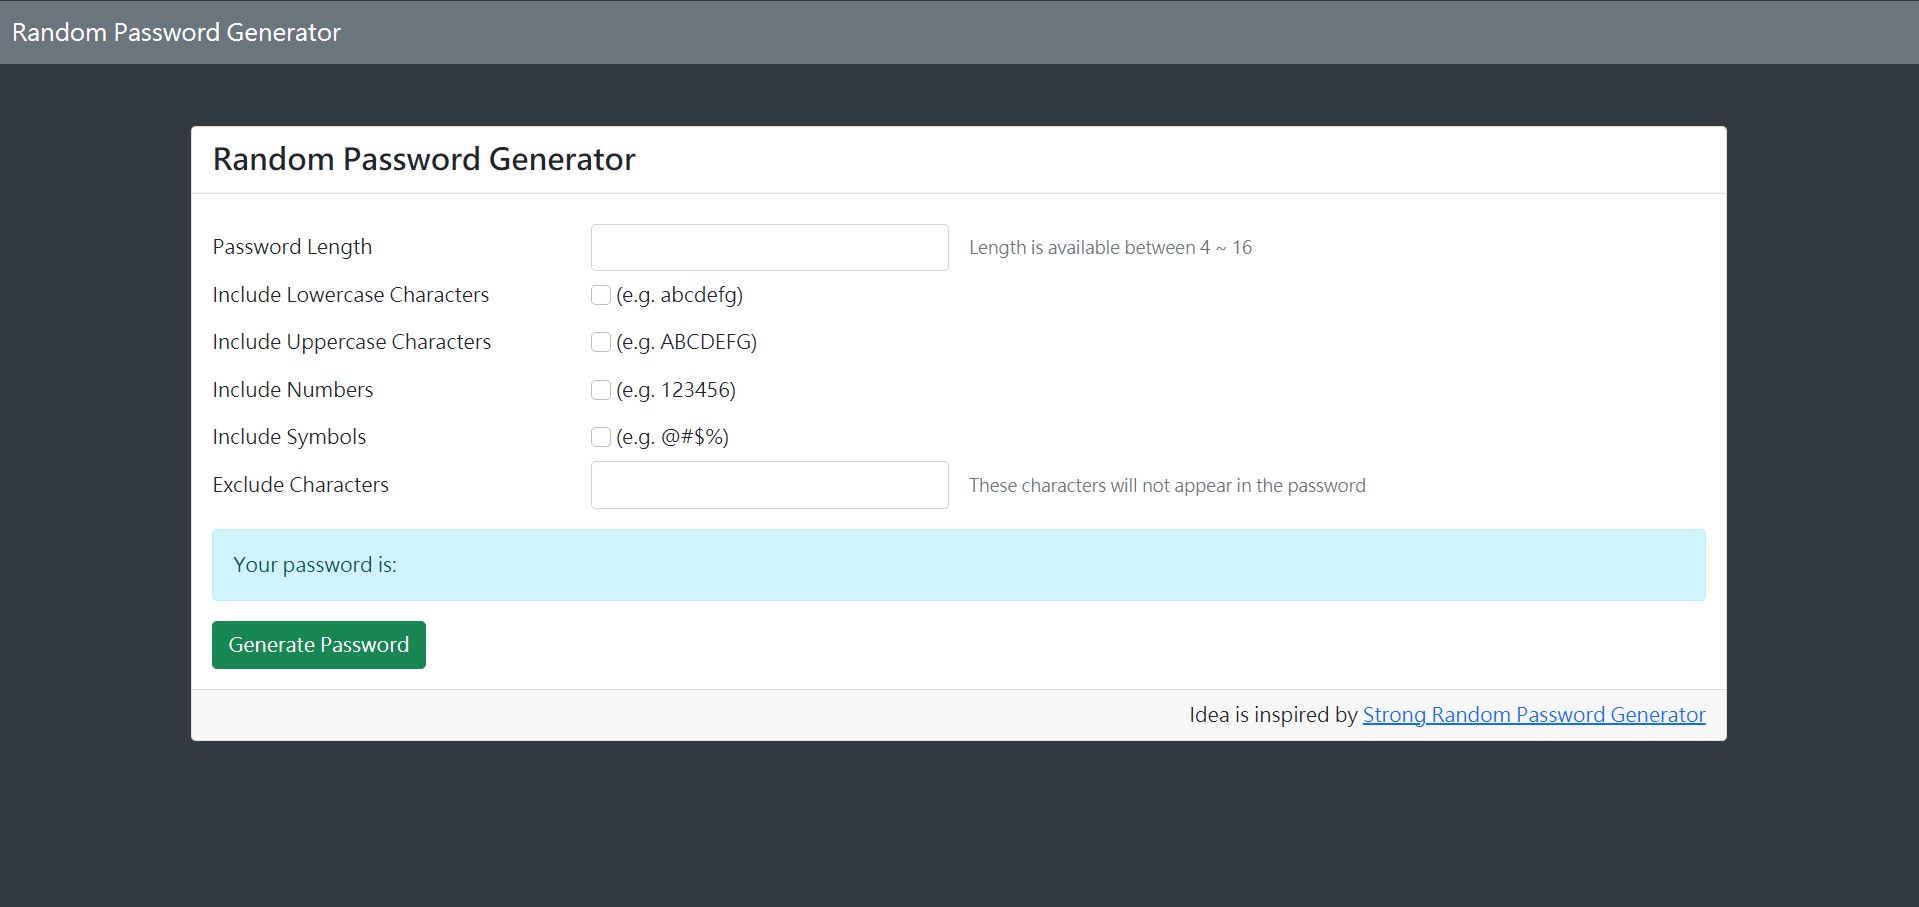 Random Password Generator
Random Password Generator
Password Length
Length is available between 4 ~ 16
Include Lowercase Characters
(e.g. abcdefg)
Include Uppercase Characters
(e.g. ABCDEFG)
Include Numbers
(e.g. 123456)
Include Symbols
(e.g. @#$%)
Exclude Characters
These characters will not appear in the password
Your password is:
Generate Password
Idea is inspired by Strong Random Password Generator